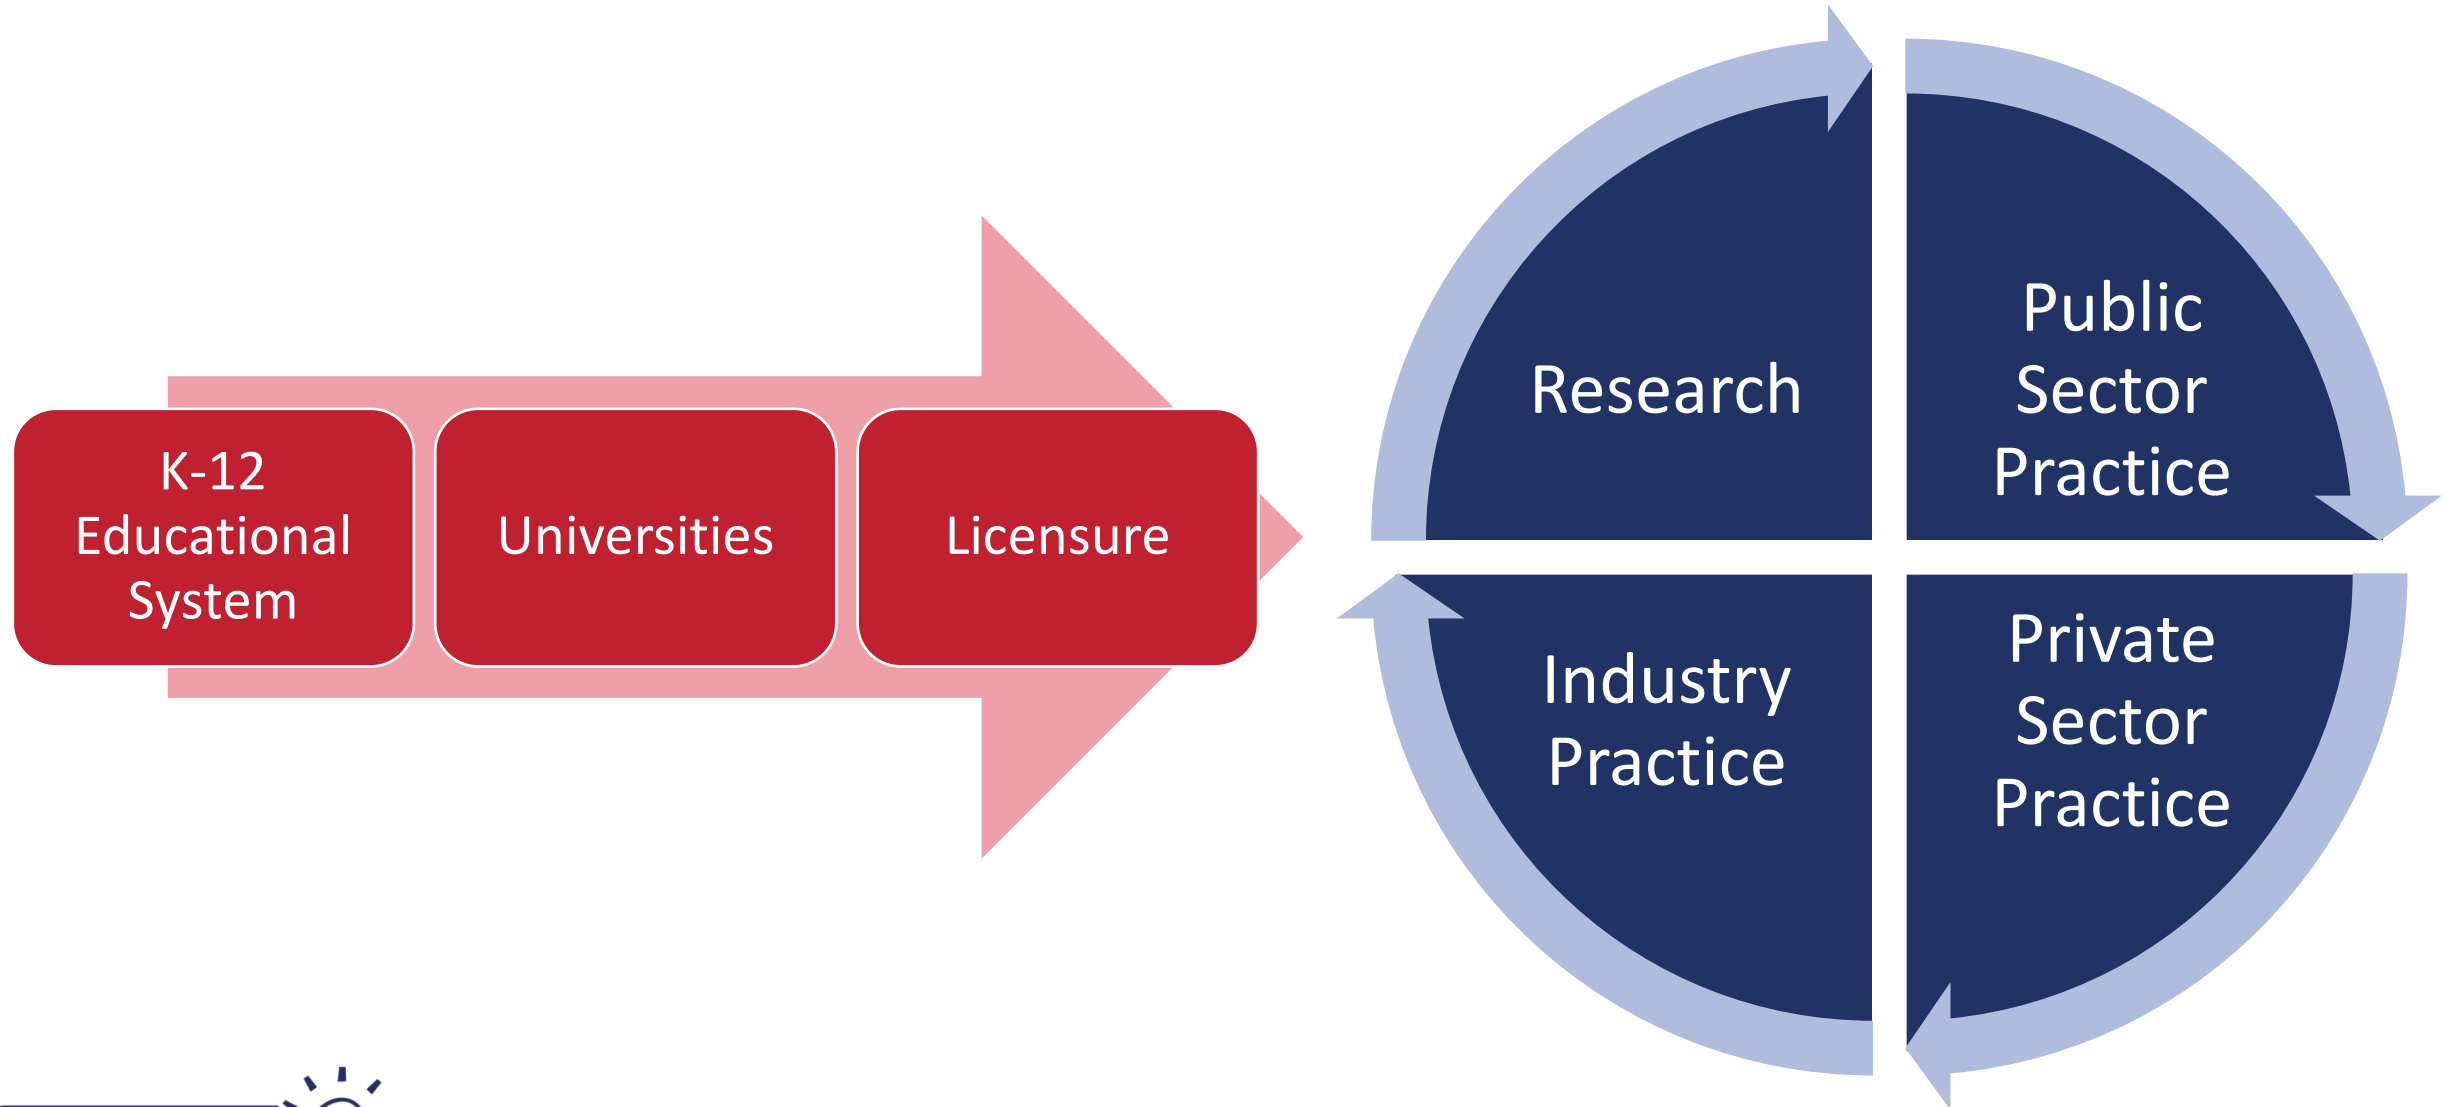 K-12
Educational
System
Universities
Licensure
Research
Public
Sector
Practice
Industry
Practice
Private
Sector
Practice